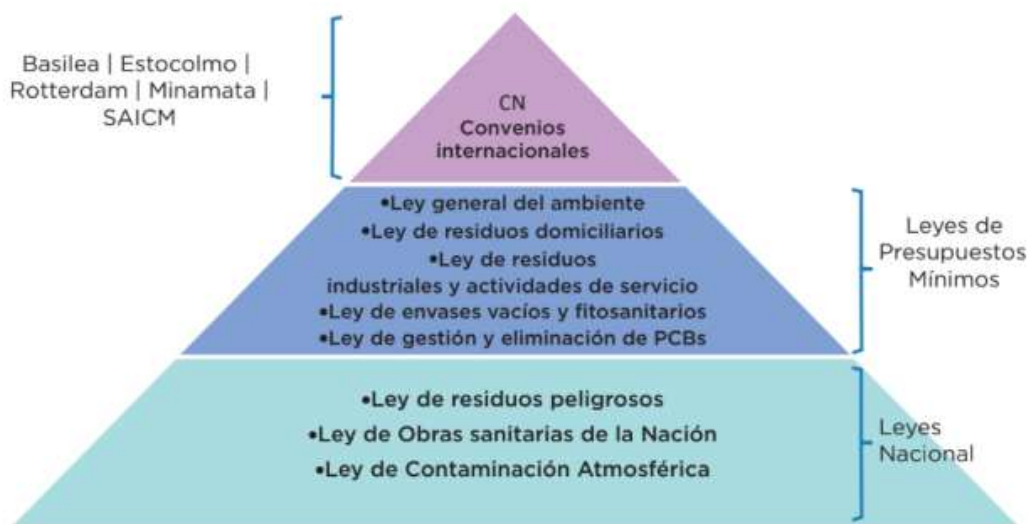 Basilea | Estocolmo |
Rotterdam | Minamata |
SAICM
CN
Convenios
internacionales
•Ley general del ambiente
•Ley de residuos domiciliarios
•Ley de residuos
industriales y actividades de servicio
•Ley de envases vacíos y fitosanitarios
•Ley de gestión y eliminación de PCBs
Leyes de
Presupuestos
Mínimos
•Ley de residuos peligrosos
•Ley de Obras sanitarias de la Nación
•Ley de Contaminación Atmosférica
Leyes
Nacional